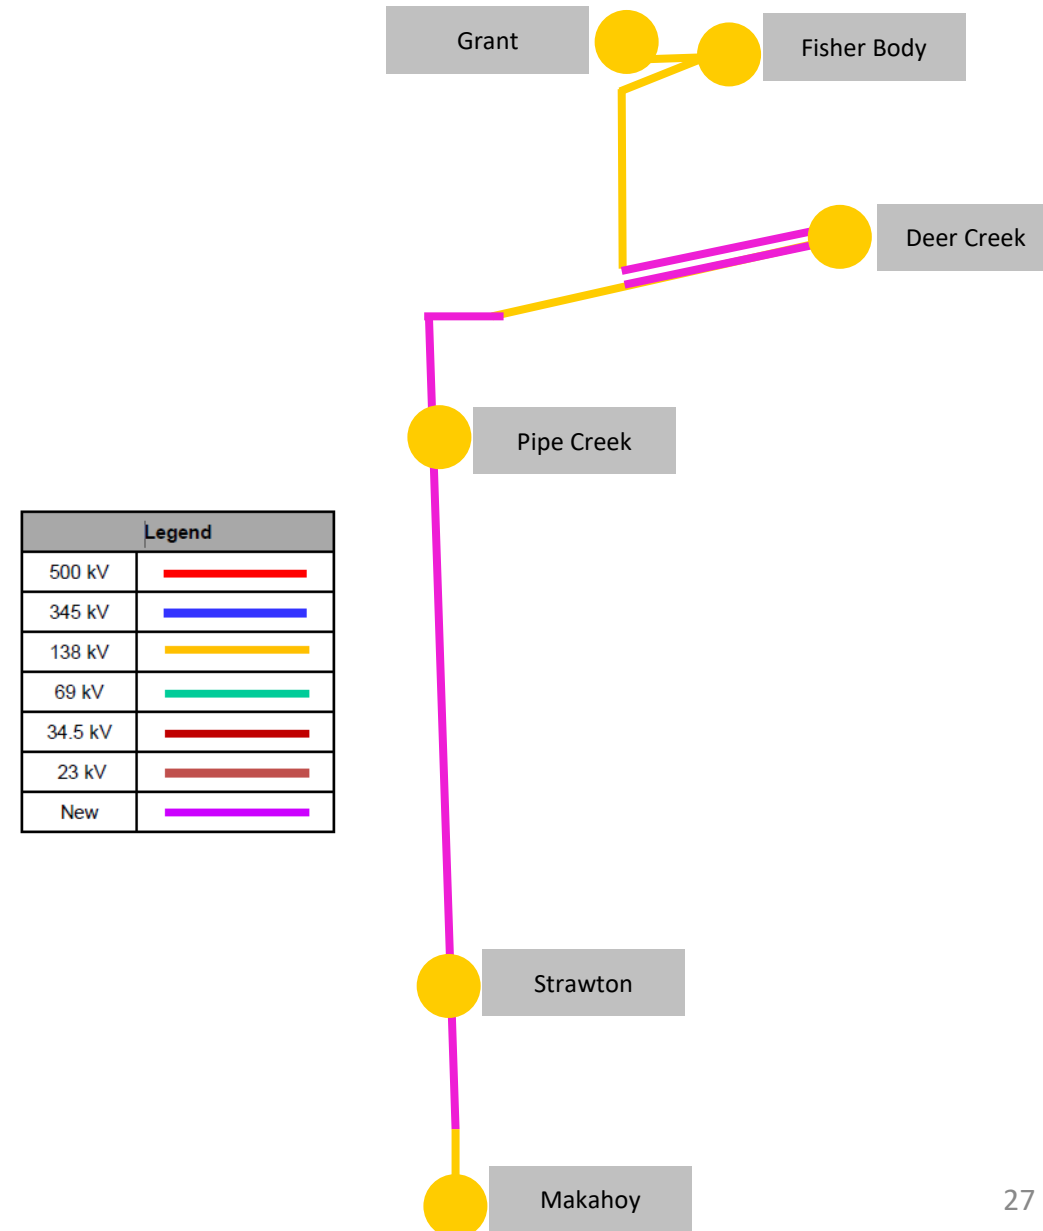 Grant
Fisher Body
Deer Creek
Pipe Creek
Legend
500 kV
345 kV
138 kV
69 kV
34.5 kV
23 kV
New
Strawton
Makahoy
27